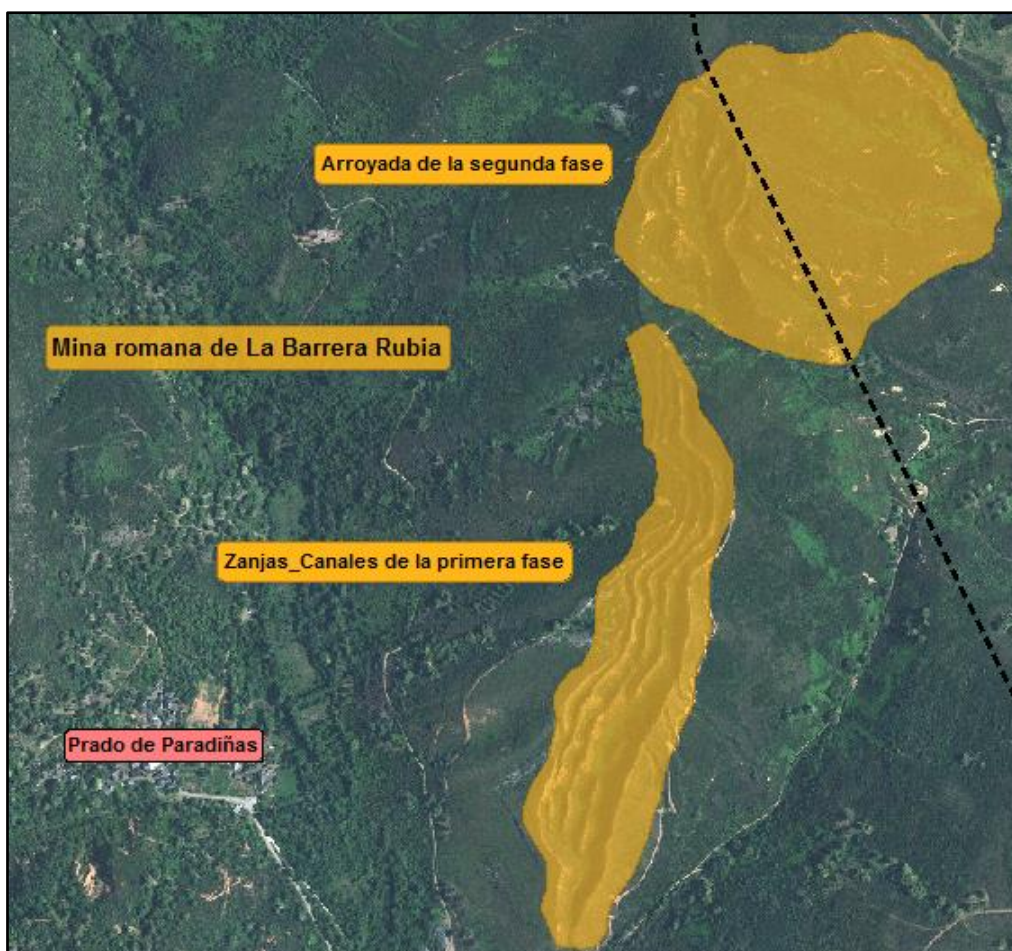 Arroyada de la segunda fase
Mina romana de La Barrera Rubia
Zanjas_Canales de la primera fase
Prado de Paradiñas